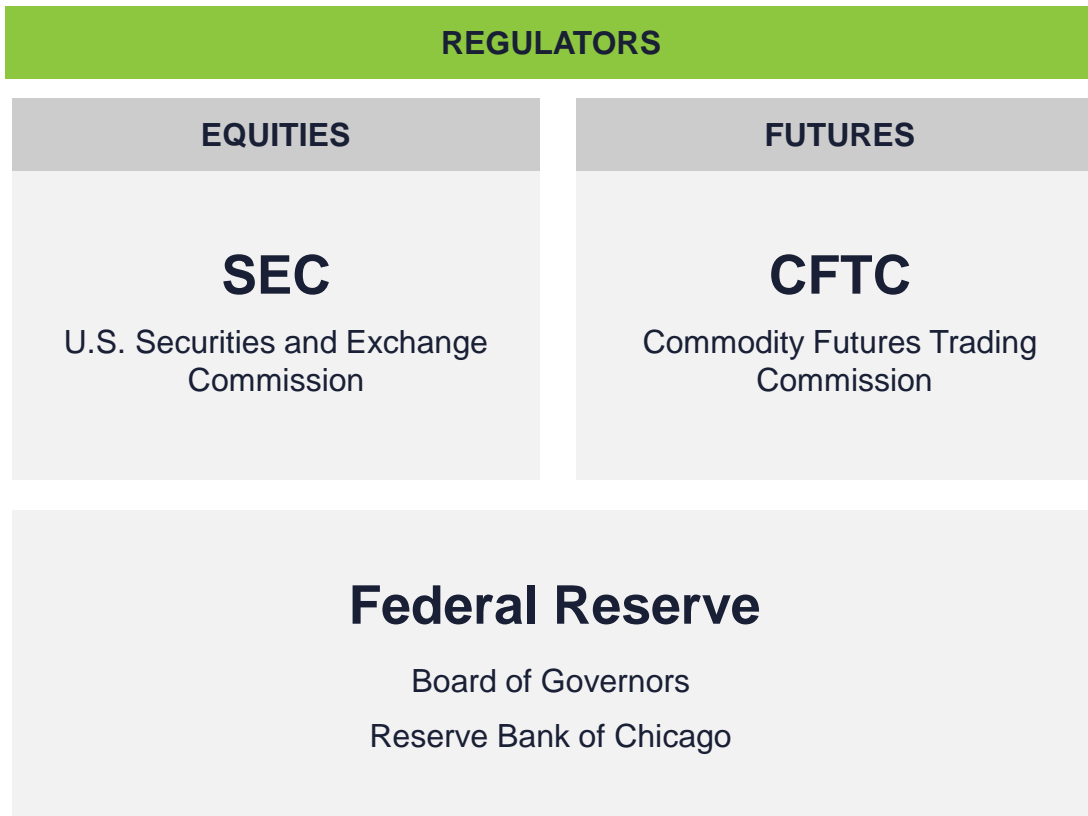 REGULATORS
EQUITIES
SEC
U.S. Securities and Exchange
Commission
FUTURES
CFTC
Commodity Futures Trading
Commission
Federal Reserve
Board of Governors
Reserve Bank of Chicago